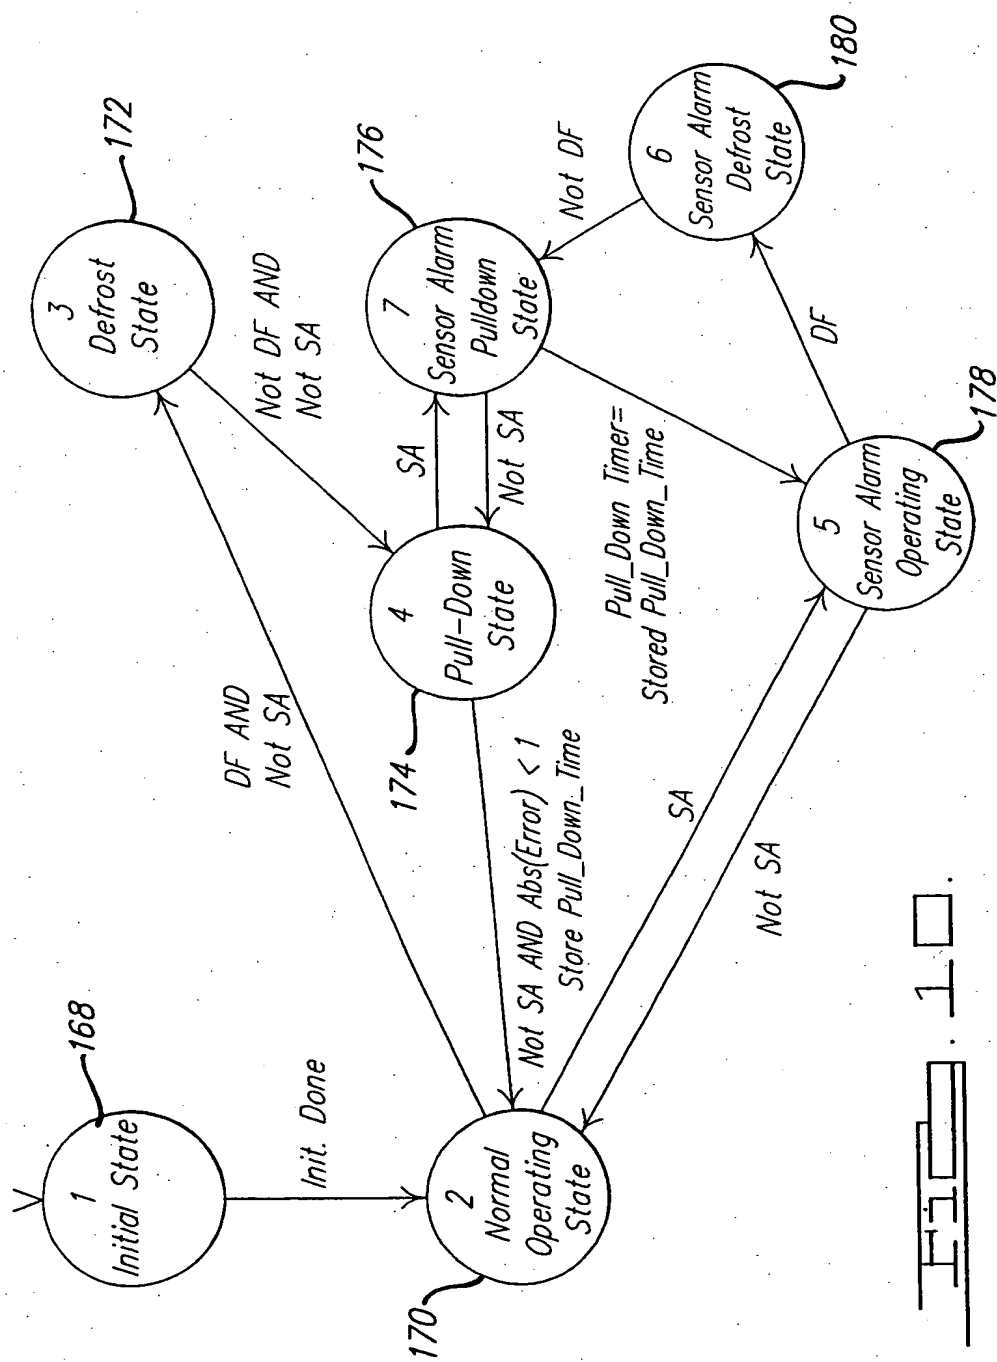 168
1
Initial State
Init. Done
170
2
Normal
Operating
State
DF AND
Not SA
172
3
Defrost
State
Not DF AND
Not SA
174
4
Pull-Down
State
SA
Not SA
176
7
Sensor Alarm
Pulldown
State
Not SA AND Abs(Error) < 1
Store Pull_Down_Time
Pull_Down Timer=
Stored Pull_Down_Time
Not DF
180
6
Sensor Alarm
Defrost
State
DF
178
5
Sensor Alarm
Operating
State
SA
Not SA
Fig. 10.